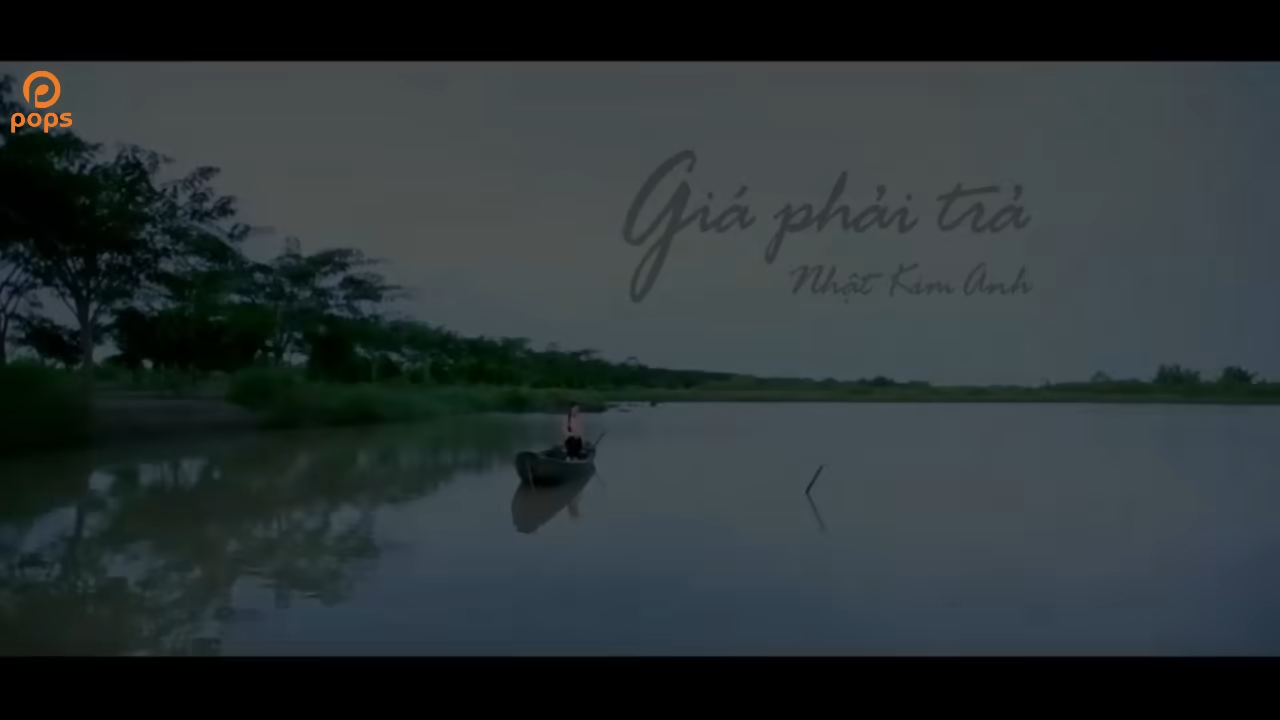 pops
Giá phải trả
Nhật Kim Anh